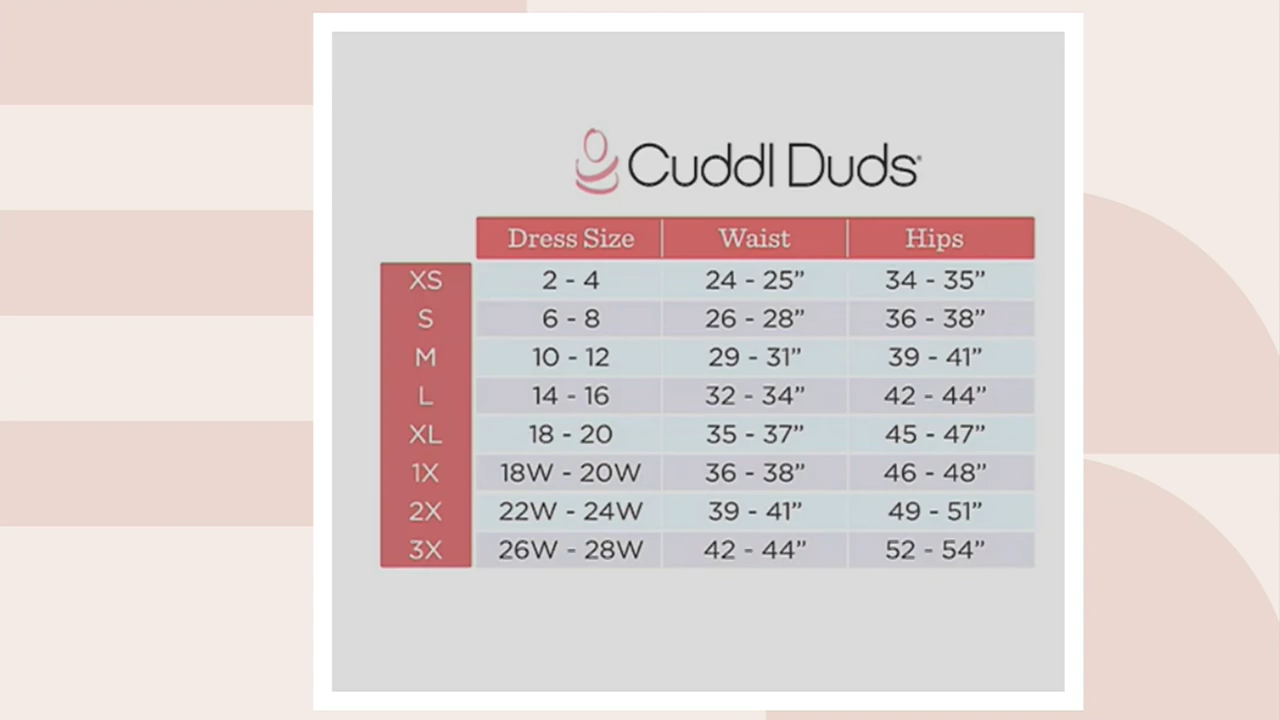 Cuddl Duds®
Dress Size Waist Hips
XS 2 - 4 24 - 25” 34 - 35”
S 6 - 8 26 - 28” 36 - 38”
M 10 - 12 29 - 31” 39 - 41”
L 14 - 16 32 - 34” 42 - 44”
XL 18 - 20 35 - 37” 45 - 47”
1X 18W - 20W 36 - 38” 46 - 48”
2X 22W - 24W 39 - 41” 49 - 51”
3X 26W - 28W 42 - 44” 52 - 54”